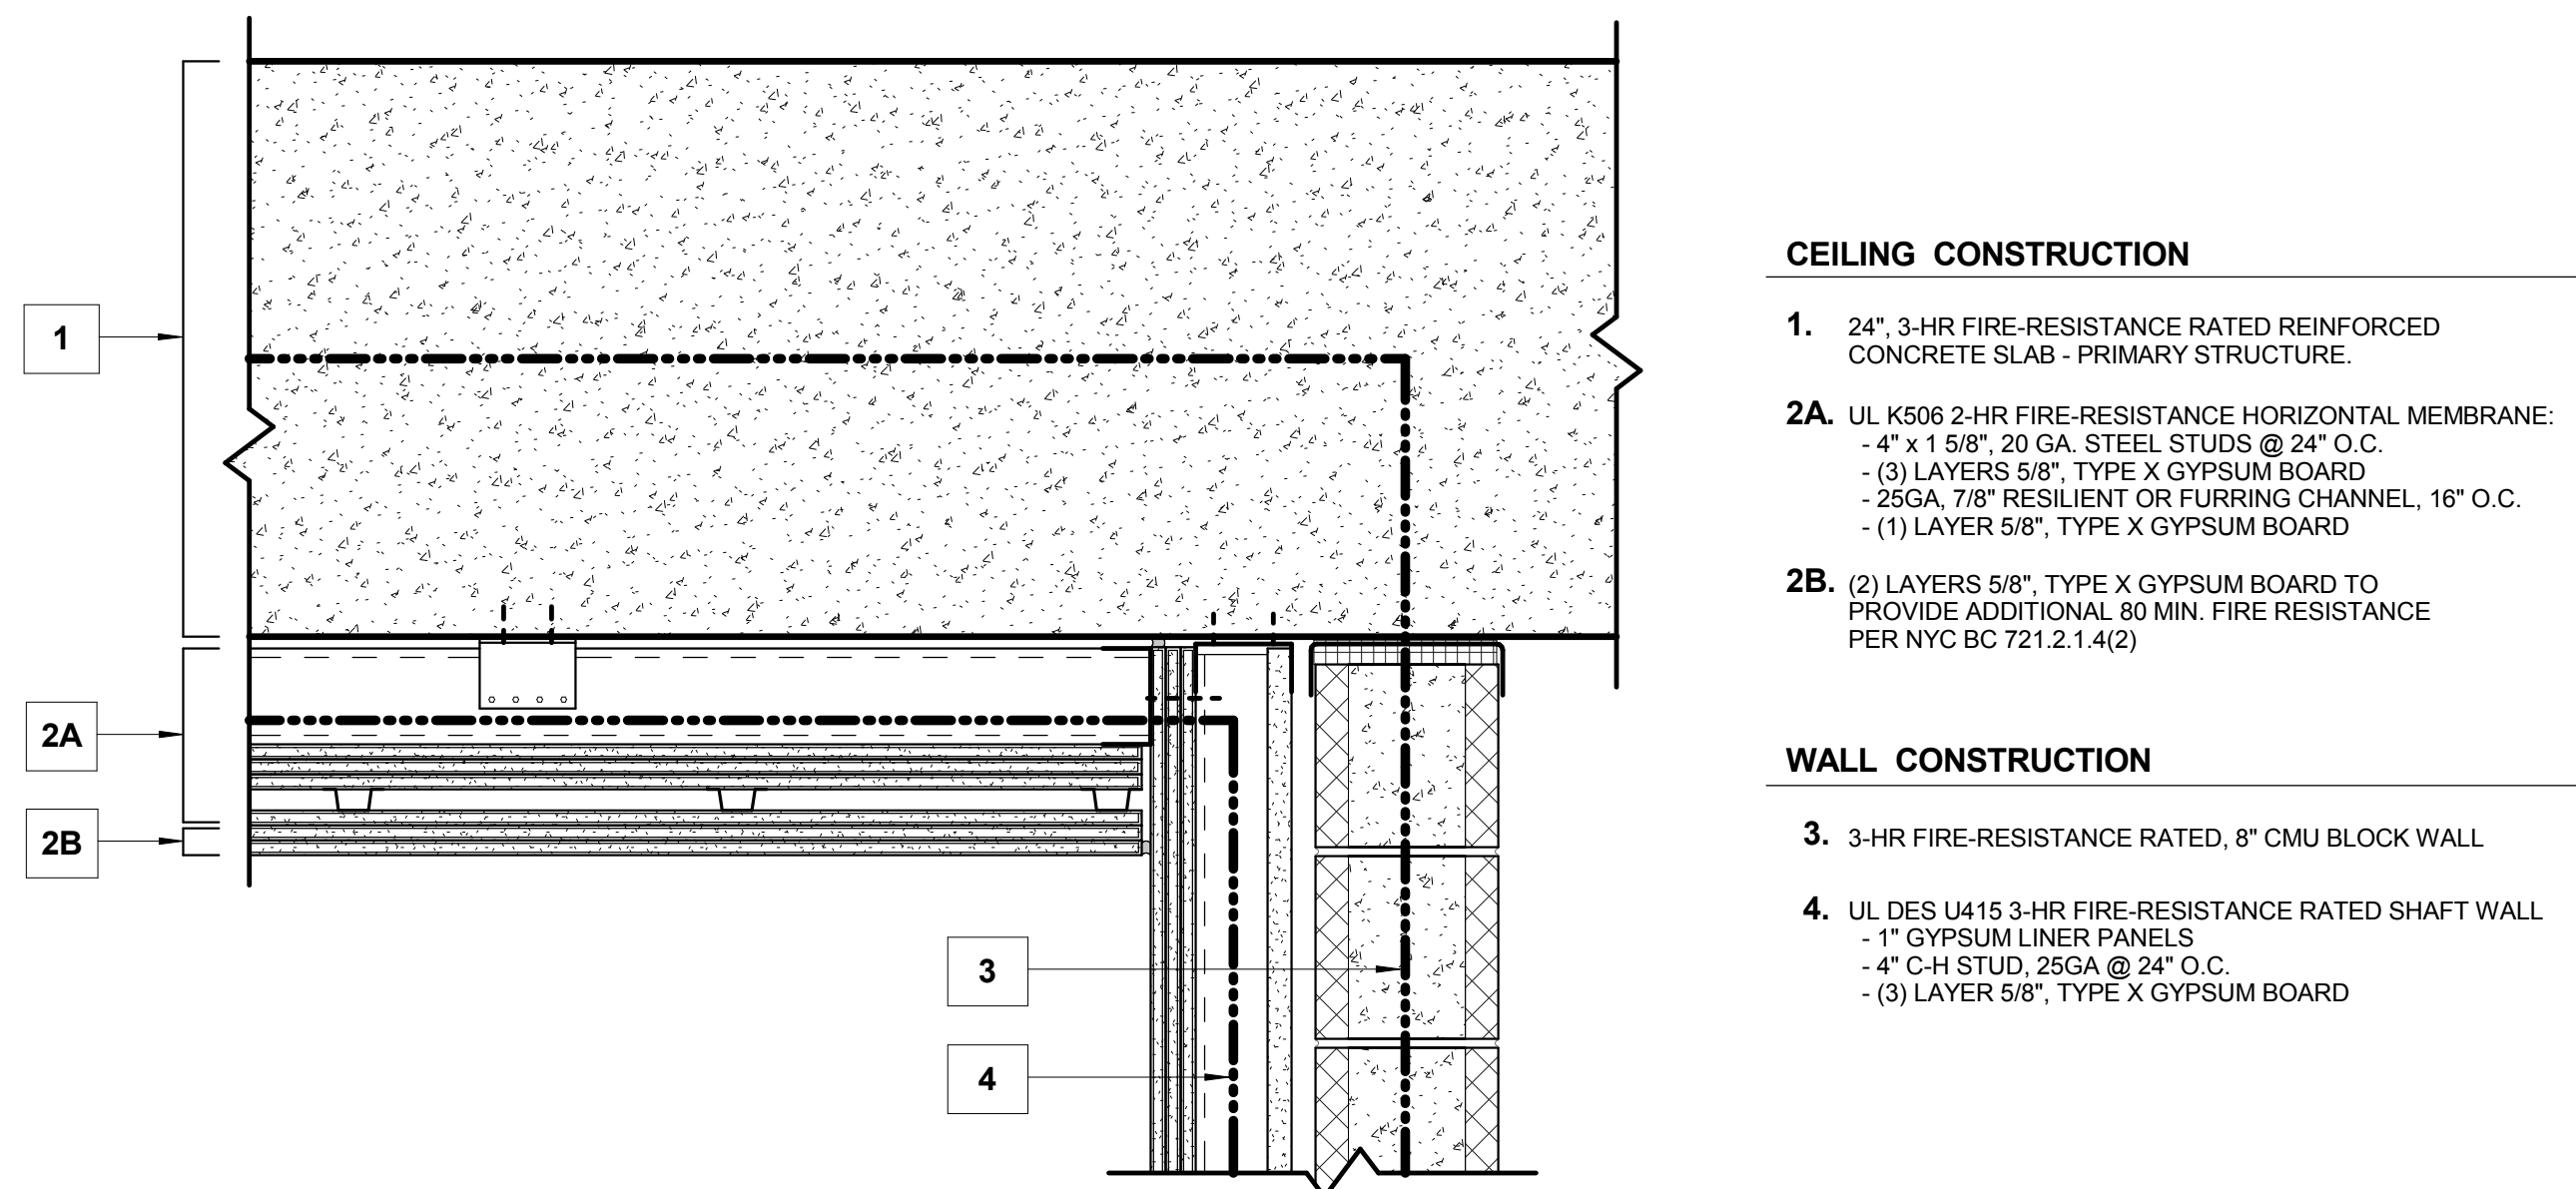 1
2A
2B
3
4
CEILING CONSTRUCTION
1. 24", 3-HR FIRE-RESISTANCE RATED REINFORCED
CONCRETE SLAB - PRIMARY STRUCTURE.
2A. UL K506 2-HR FIRE-RESISTANCE HORIZONTAL MEMBRANE:
- 4" x 1 5/8", 20 GA. STEEL STUDS @ 24" O.C.
- (3) LAYERS 5/8", TYPE X GYPSUM BOARD
- 25GA, 7/8" RESILIENT OR FURRING CHANNEL, 16" O.C.
- (1) LAYER 5/8", TYPE X GYPSUM BOARD
2B. (2) LAYERS 5/8", TYPE X GYPSUM BOARD TO
PROVIDE ADDITIONAL 80 MIN. FIRE RESISTANCE
PER NYC BC 721.2.1.4(2)
WALL CONSTRUCTION
3. 3-HR FIRE-RESISTANCE RATED, 8" CMU BLOCK WALL
4. UL DES U415 3-HR FIRE-RESISTANCE RATED SHAFT WALL
- 1" GYPSUM LINER PANELS
- 4" C-H STUD, 25GA @ 24" O.C.
- (3) LAYER 5/8", TYPE X GYPSUM BOARD